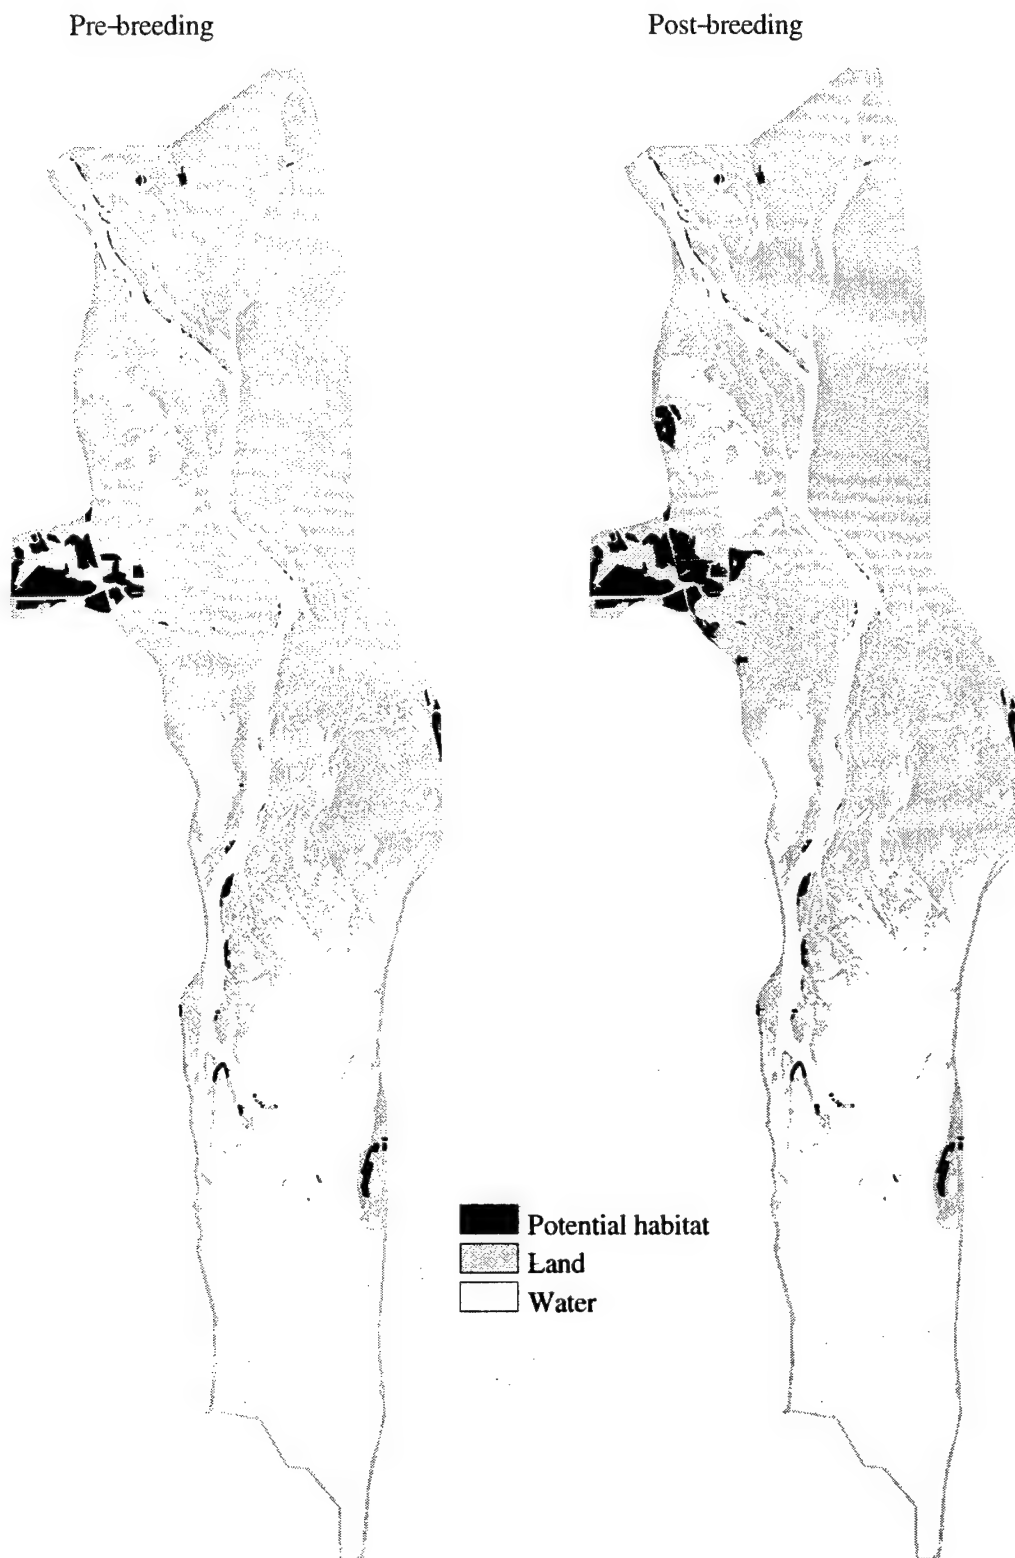 Pre-breeding
Post-breeding
Potential habitat
Land
Water